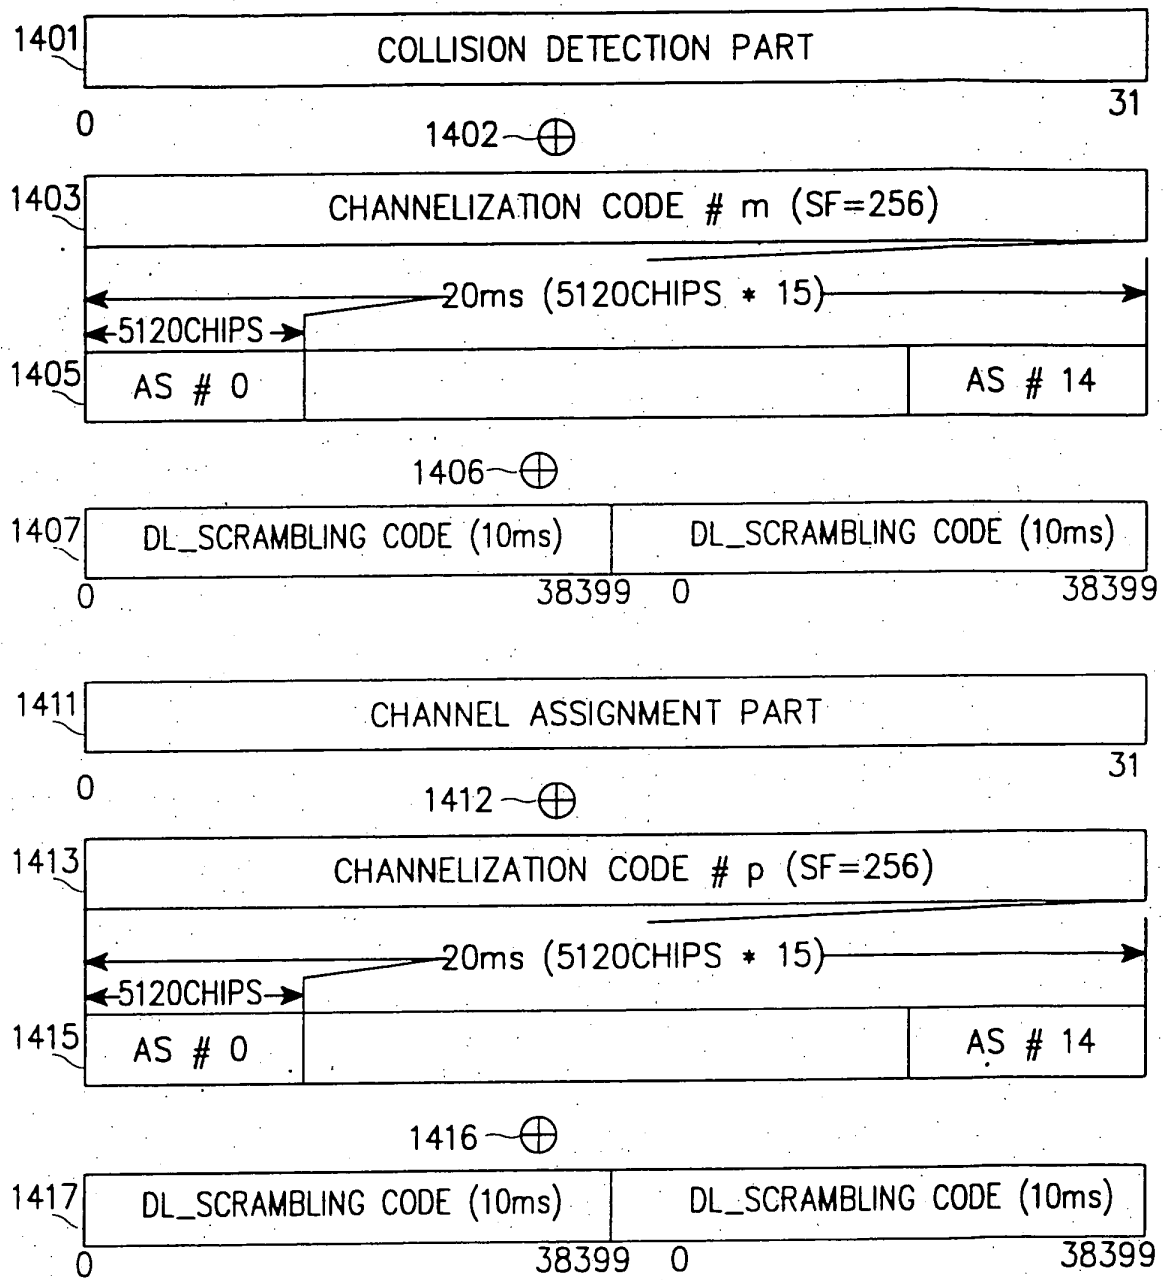 1401 COLLISION DETECTION PART
0 31
1402
1403 CHANNELIZATION CODE # m (SF=256)
20ms (5120CHIPS * 15)
5120CHIPS
1405 AS # 0 AS # 14
1406
1407 DL_SCRAMBLING CODE (10ms) DL_SCRAMBLING CODE (10ms)
0 38399 0 38399
1411 CHANNEL ASSIGNMENT PART
0 31
1412
1413 CHANNELIZATION CODE # p (SF=256)
20ms (5120CHIPS * 15)
5120CHIPS
1415 AS # 0 AS # 14
1416
1417 DL_SCRAMBLING CODE (10ms) DL_SCRAMBLING CODE (10ms)
0 38399 0 38399